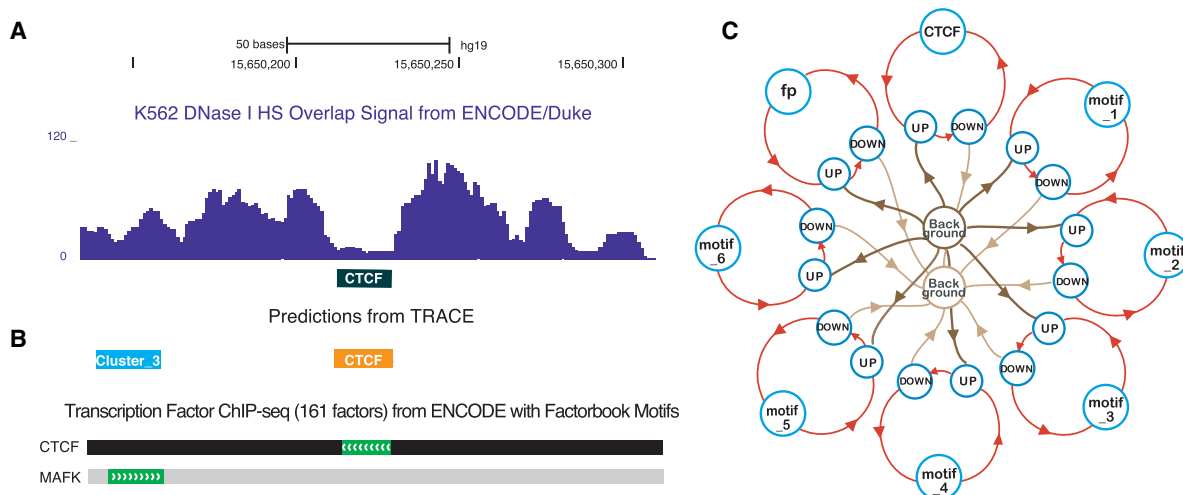 A
50 bases
hg19
15,650,200
15,650,250
15,650,300
K562 DNase I HS Overlap Signal from ENCODE/Duke
120 _
0
CTCF
Predictions from TRACE
B
Cluster_3
CTCF
Transcription Factor ChIP-seq (161 factors) from ENCODE with Factorbook Motifs
CTCF
MAFK
C
CTCF
UP
DOWN
fp
DOWN
UP
motif
_1
UP
DOWN
motif
_2
UP
DOWN
motif
_3
UP
DOWN
motif
_4
UP
DOWN
motif
_5
DOWN
UP
motif
_6
DOWN
UP
Back
ground
Back
ground